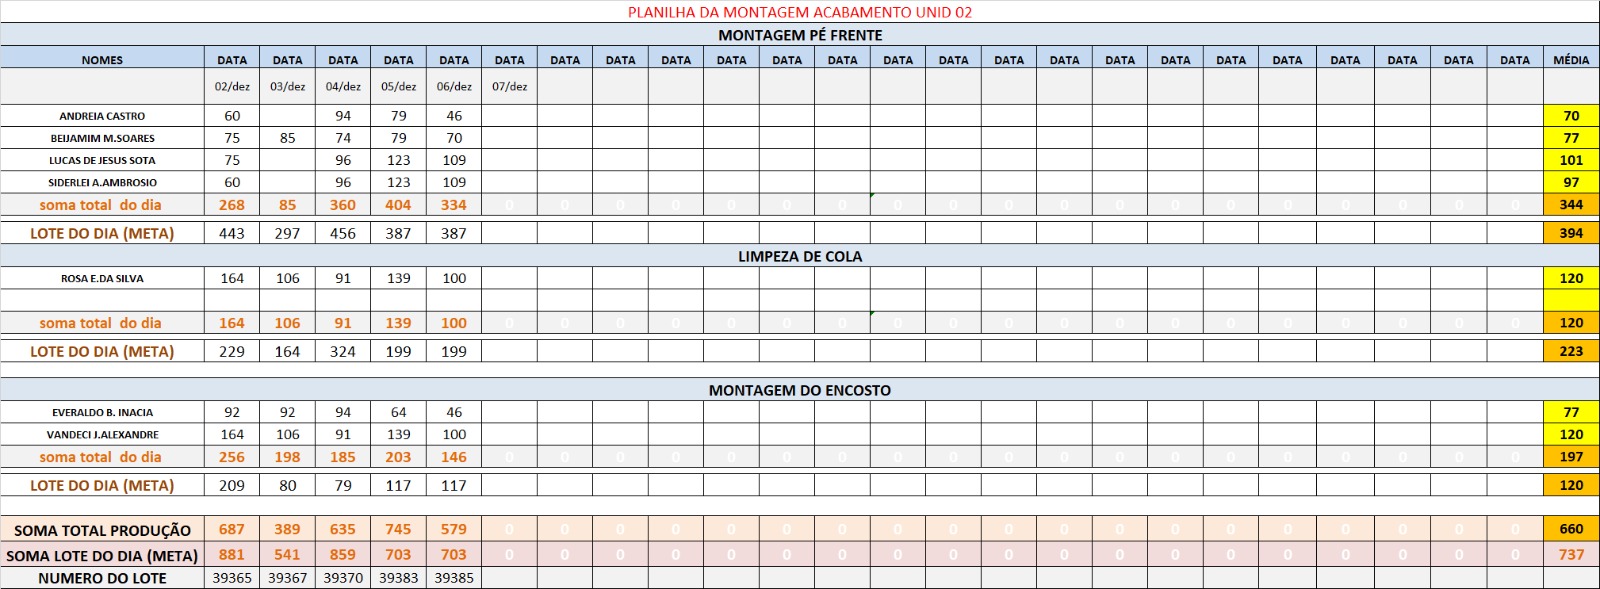 PLANILHA DA MONTAGEM ACABAMENTO UNID 02
MONTAGEM PÉ FRENTE
NOMES DATA DATA DATA DATA DATA DATA DATA DATA DATA DATA DATA DATA DATA DATA DATA DATA DATA DATA DATA DATA DATA DATA DATA DATA MÉDIA
02/dez 03/dez 04/dez 05/dez 06/dez 07/dez
ANDREIA CASTRO 60 94 79 46 70
BEIJAMIM M.SOARES 75 85 74 79 70 77
LUCAS DE JESUS SOTA 75 96 123 109 101
SIDERLEI A.AMBROSIO 60 96 123 109 97
soma total do dia 268 85 360 404 334 0 0 0 0 0 0 0 0 0 0 0 0 0 0 0 0 0 0 0 344
LOTE DO DIA (META) 443 297 456 387 387 394
LIMPEZA DE COLA
ROSA E.DA SILVA 164 106 91 139 100 120
soma total do dia 164 106 91 139 100 0 0 0 0 0 0 0 0 0 0 0 0 0 0 0 0 0 0 0 120
LOTE DO DIA (META) 229 164 324 199 199 223
MONTAGEM DO ENCOSTO
EVERALDO B. INACIA 92 92 94 64 46 77
VANDECI J.ALEXANDRE 164 106 91 139 100 120
soma total do dia 256 198 185 203 146 0 0 0 0 0 0 0 0 0 0 0 0 0 0 0 0 0 0 0 197
LOTE DO DIA (META) 209 80 79 117 117 120
SOMA TOTAL PRODUÇÃO 687 389 635 745 579 0 0 0 0 0 0 0 0 0 0 0 0 0 0 0 0 0 0 0 660
SOMA LOTE DO DIA (META) 881 541 859 703 703 0 0 0 0 0 0 0 0 0 0 0 0 0 0 0 0 0 0 0 737
NUMERO DO LOTE 39365 39367 39370 39383 39385